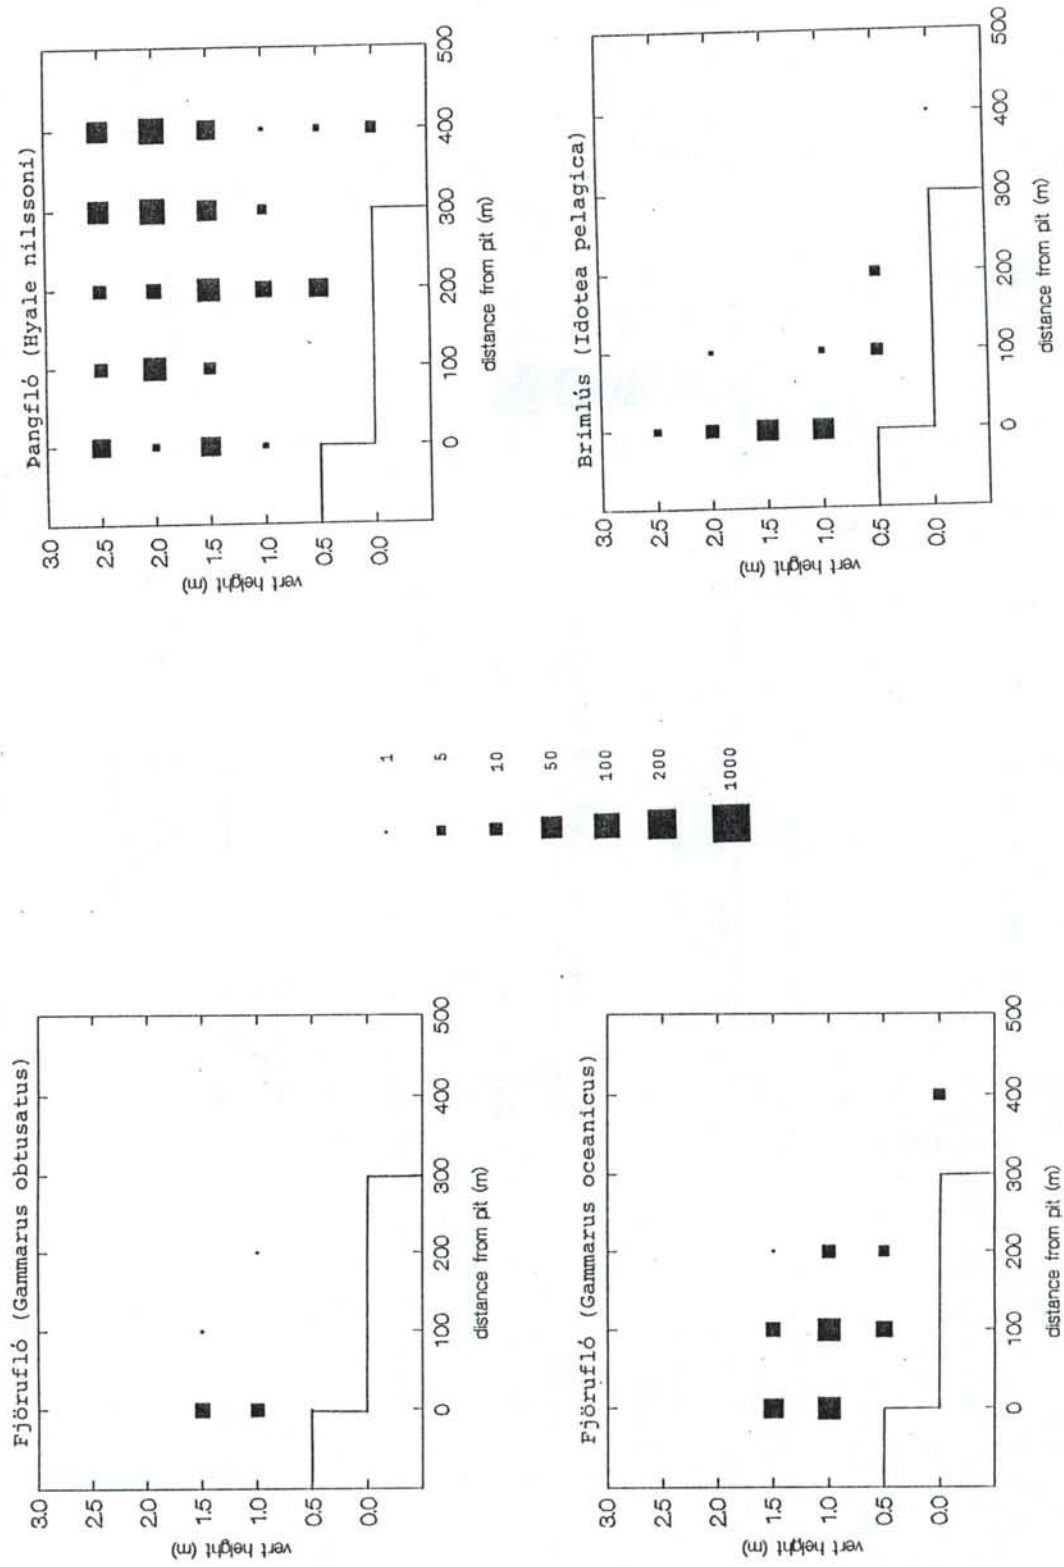 Fjörufló (Gammarus obtusatus)
3.0
2.5
2.0
1.5
1.0
0.5
0.0
vert height (m)
0 100 200 300 400 500
distance from pit (m)
Þangfló (Hyale nilssoni)
3.0
2.5
2.0
1.5
1.0
0.5
0.0
vert height (m)
0 100 200 300 400 500
distance from pit (m)
1
5
10
50
100
200
1000
Fjörufló (Gammarus oceanicus)
3.0
2.5
2.0
1.5
1.0
0.5
0.0
vert height (m)
0 100 200 300 400 500
distance from pit (m)
Brimlús (Idotea pelagica)
3.0
2.5
2.0
1.5
1.0
0.5
0.0
vert height (m)
0 100 200 300 400 500
distance from pit (m)